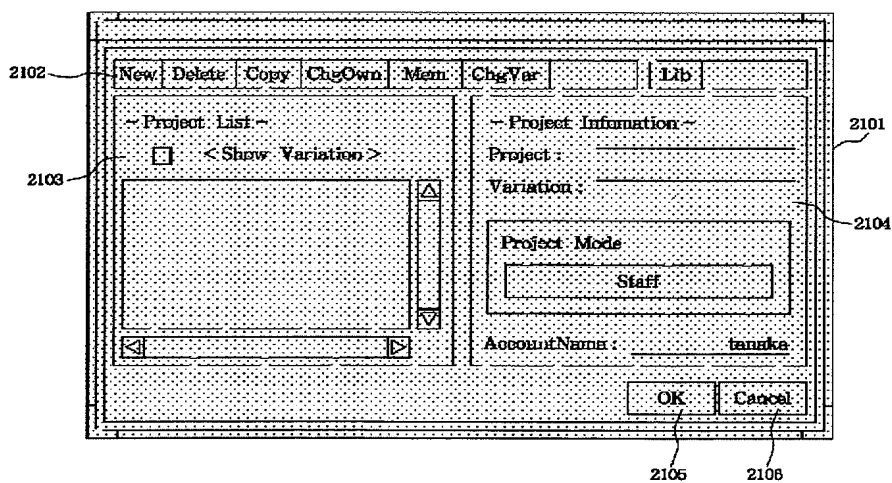 2102
New Delete Copy ChgOwn Mem ChgVar Lib
- Project List -
- Project Infomation -
2101
2103
< Show Variation >
Project :
Variation :
2104
Project Mode
Staff
AccountName : tanaka
OK Cancel
2105 2106